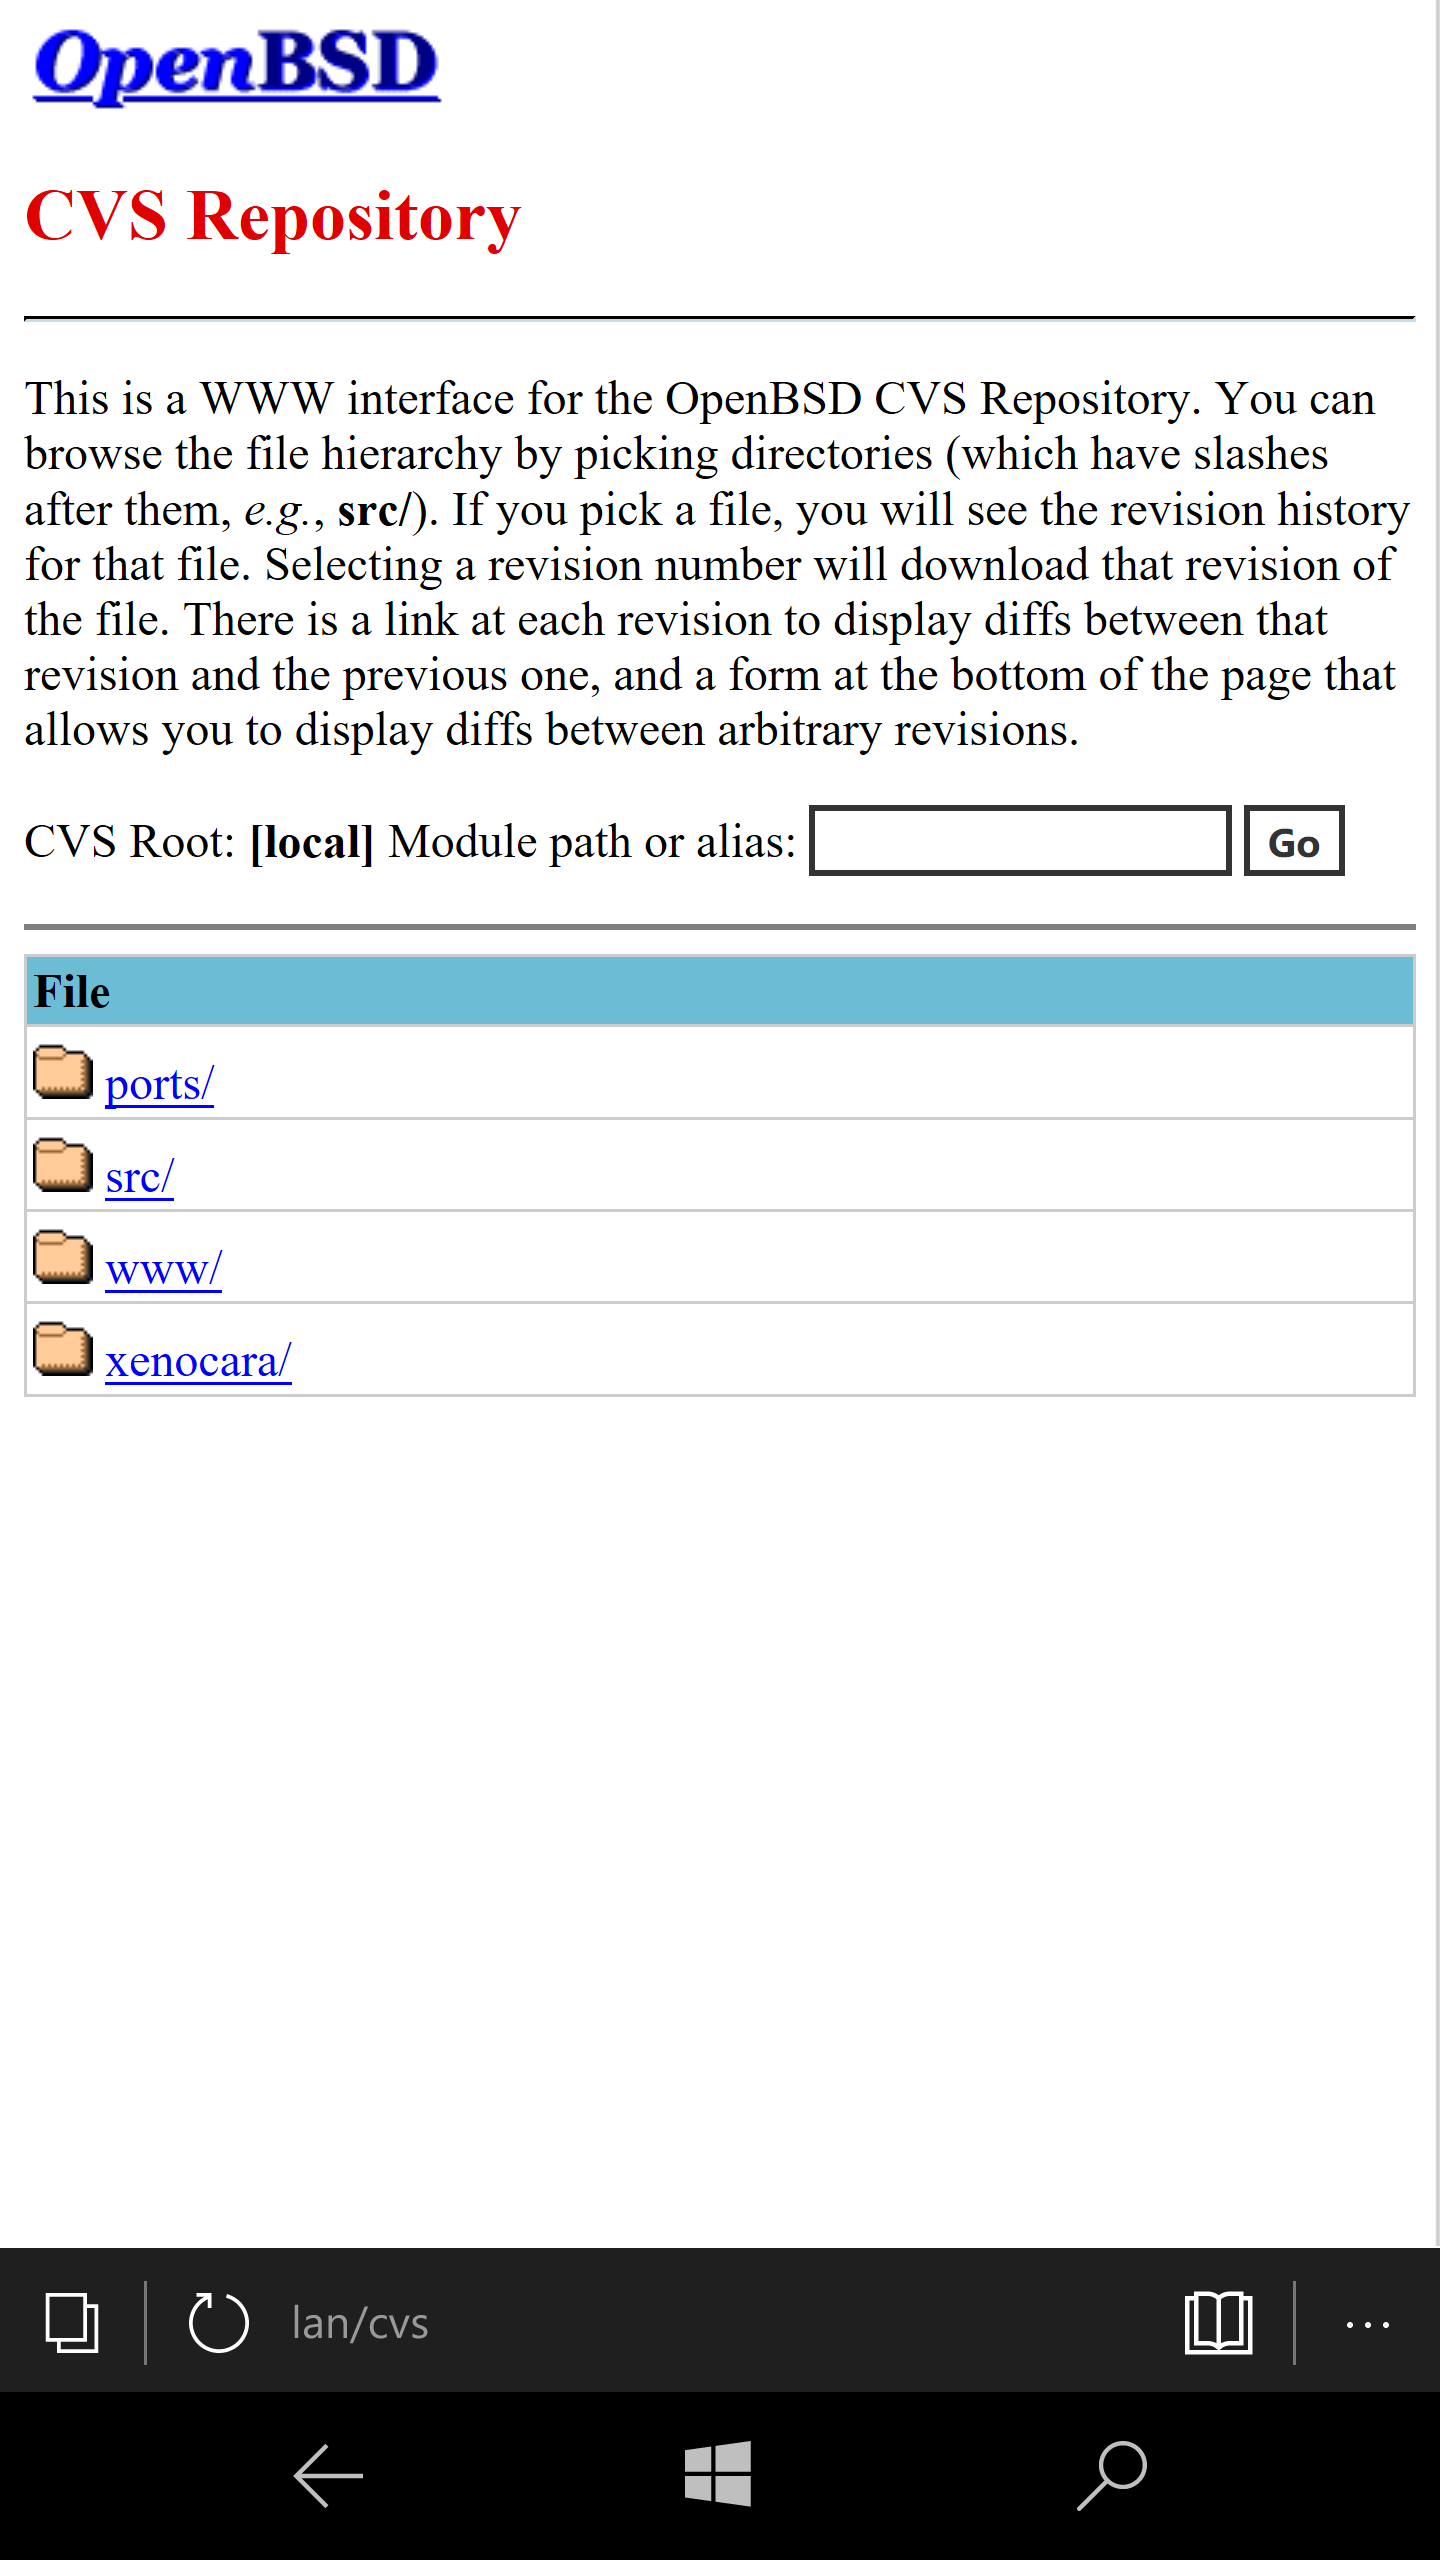 OpenBSD
CVS Repository
This is a WWW interface for the OpenBSD CVS Repository. You can
browse the file hierarchy by picking directories (which have slashes
after them, e.g., src/). If you pick a file, you will see the revision history
for that file. Selecting a revision number will download that revision of
the file. There is a link at each revision to display diffs between that
revision and the previous one, and a form at the bottom of the page that
allows you to display diffs between arbitrary revisions.
CVS Root: [local] Module path or alias: Go
File
ports/
src/
www/
xenocara/
lan/cvs